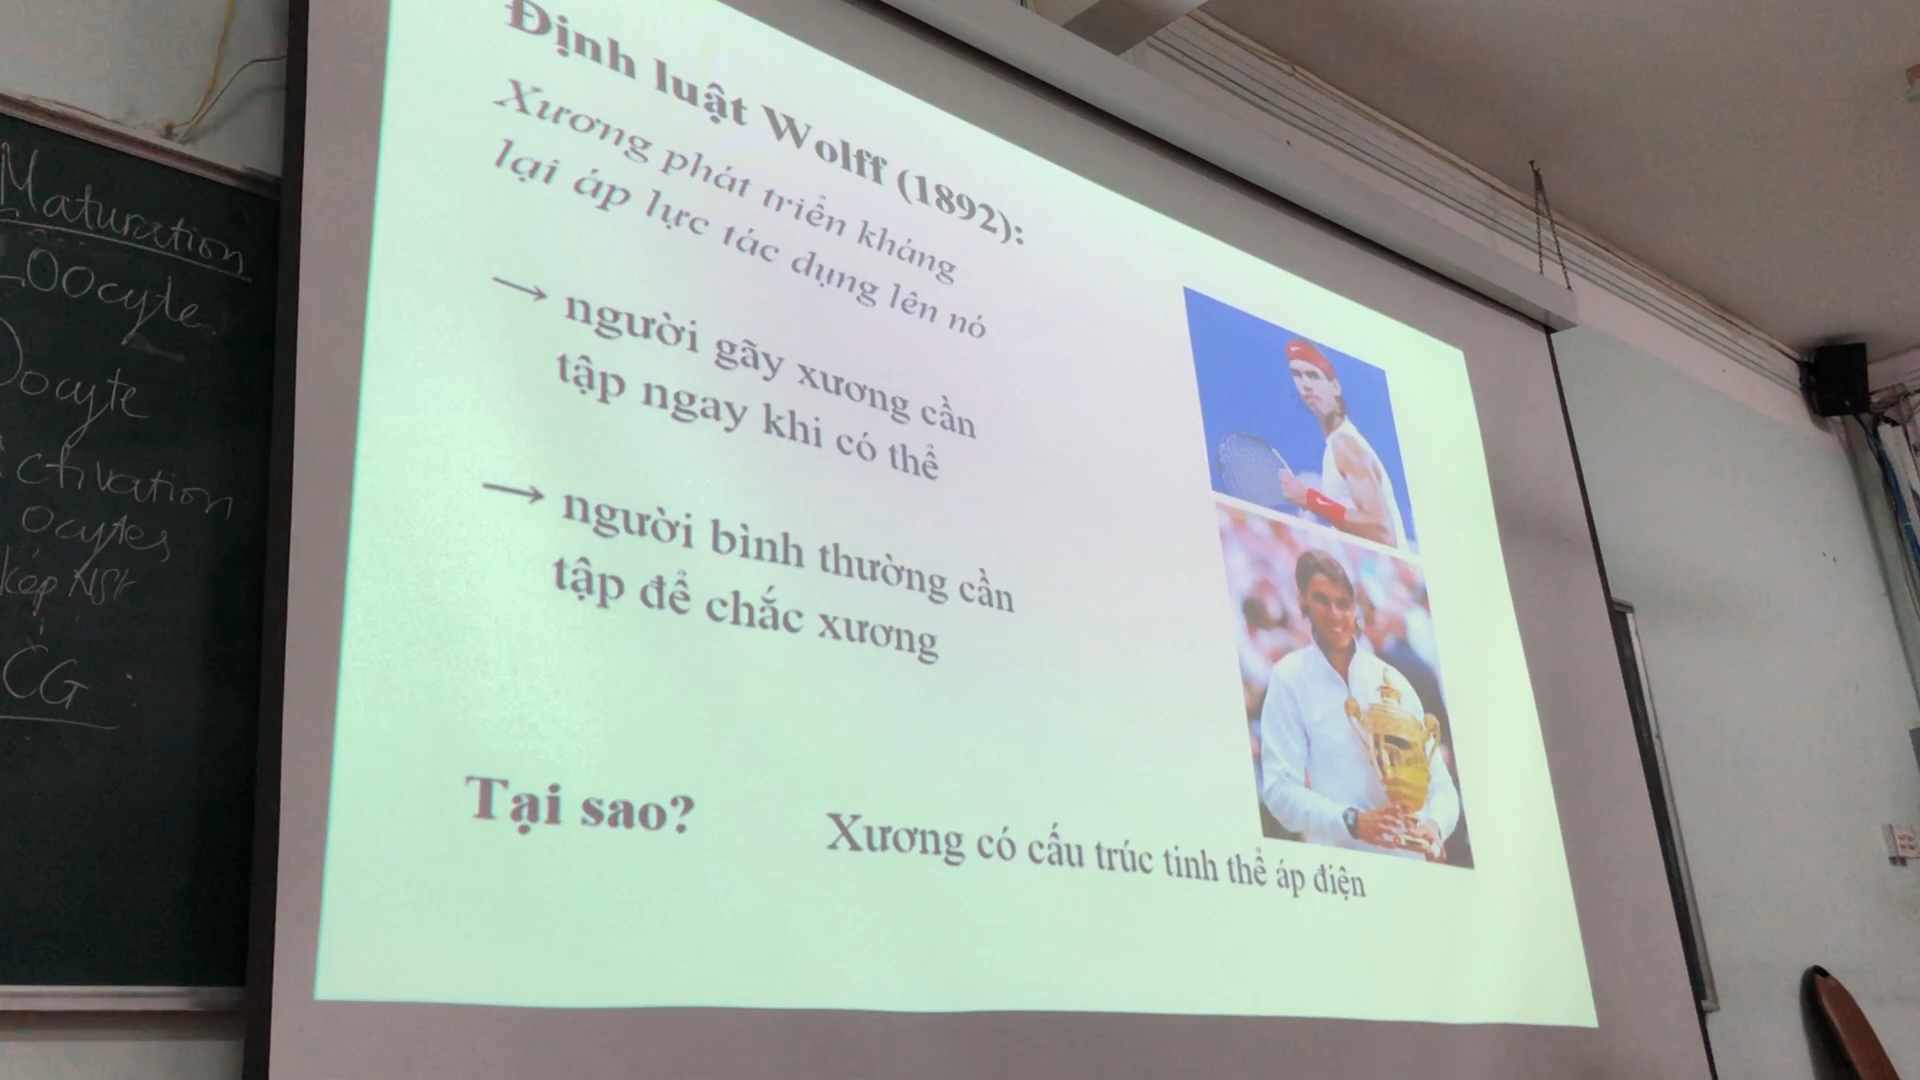 Maturation
Oocyte
Oocyte
ctivation
oocytes
kép NST
CG
Định luật Wolff (1892):
Xương phát triển kháng
lại áp lực tác dụng lên nó
→ người gãy xương cần
tập ngay khi có thể
→ người bình thường cần
tập để chắc xương
Tại sao?
Xương có cấu trúc tinh thể áp điện